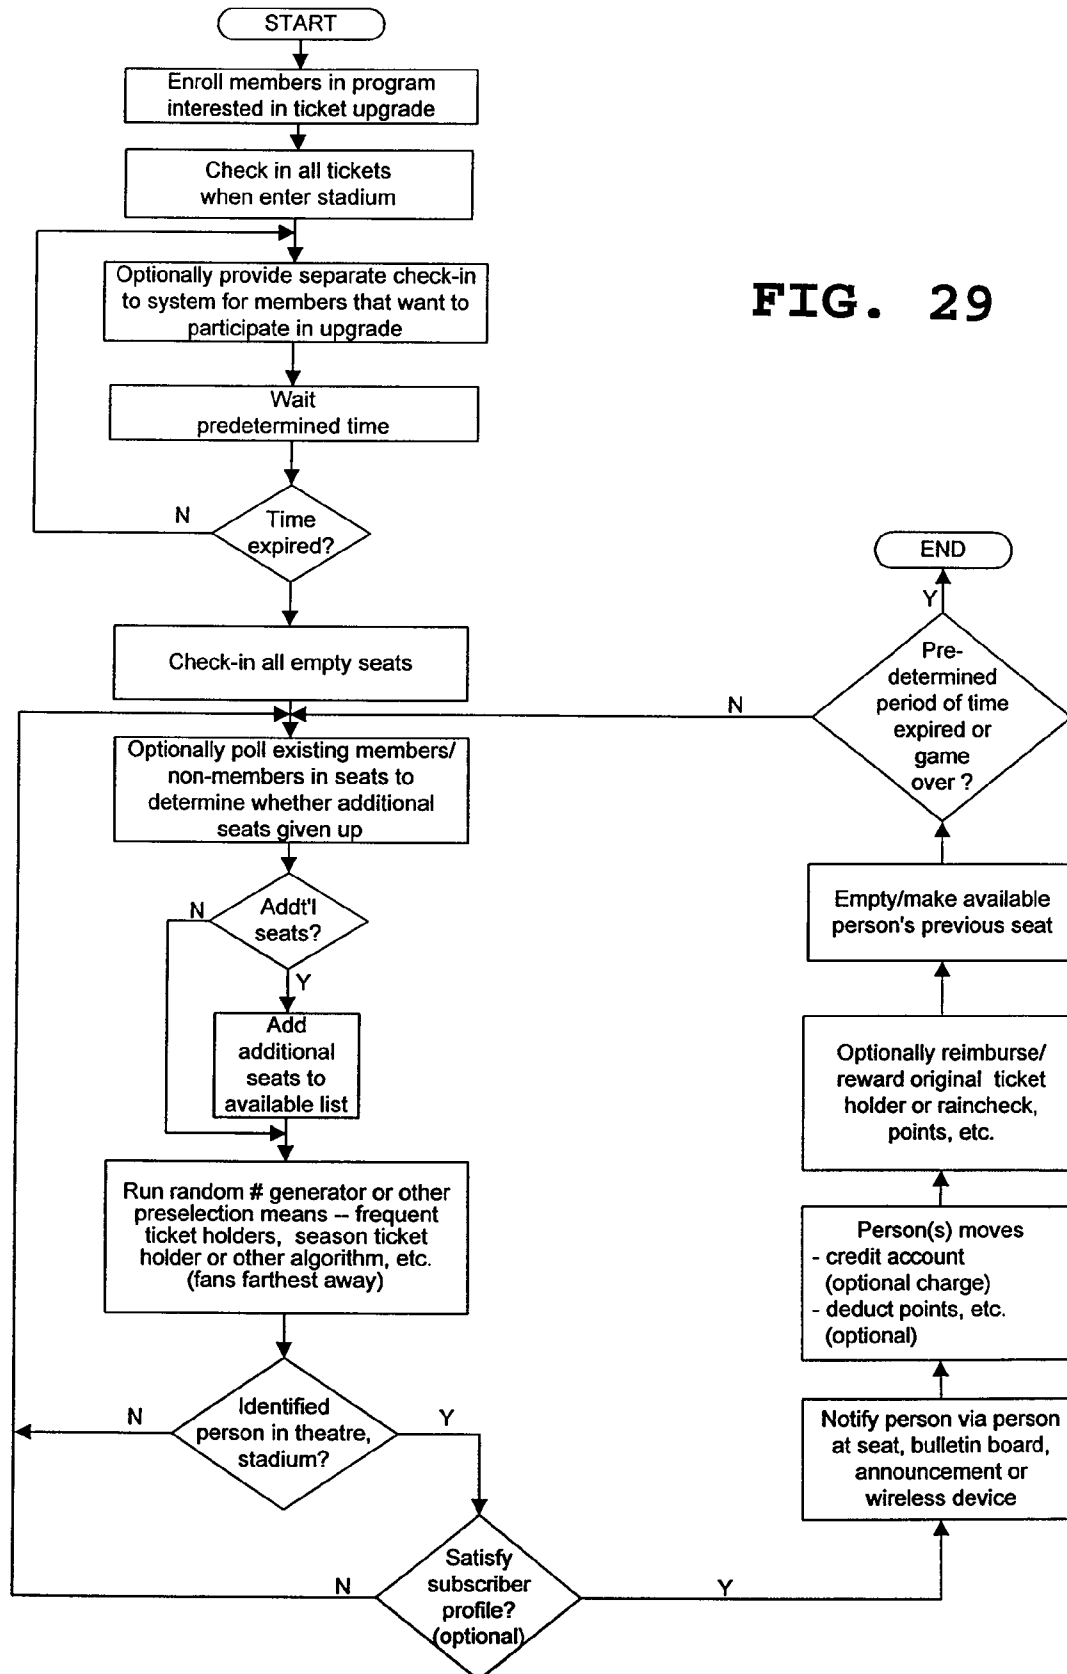 START
Enroll members in program
interested in ticket upgrade
Check in all tickets
when enter stadium
Optionally provide separate check-in
to system for members that want to
participate in upgrade
FIG. 29
Wait
predetermined time
N
Time
expired?
Check-in all empty seats
Optionally poll existing members/
non-members in seats to
determine whether additional
seats given up
N
Addt'l
seats?
Y
Add
additional
seats to
available list
Run random # generator or other
preselection means -- frequent
ticket holders, season ticket
holder or other algorithm, etc.
(fans farthest away)
N
Identified
person in theatre,
stadium?
Y
N
Satisfy
subscriber
profile?
(optional)
Y
Notify person via person
at seat, bulletin board,
announcement or
wireless device
Person(s) moves
- credit account
(optional charge)
- deduct points, etc.
(optional)
Optionally reimburse/
reward original ticket
holder or raincheck,
points, etc.
Empty/make available
person's previous seat
Pre-
determined
period of time
expired or
game
over ?
N
Y
END